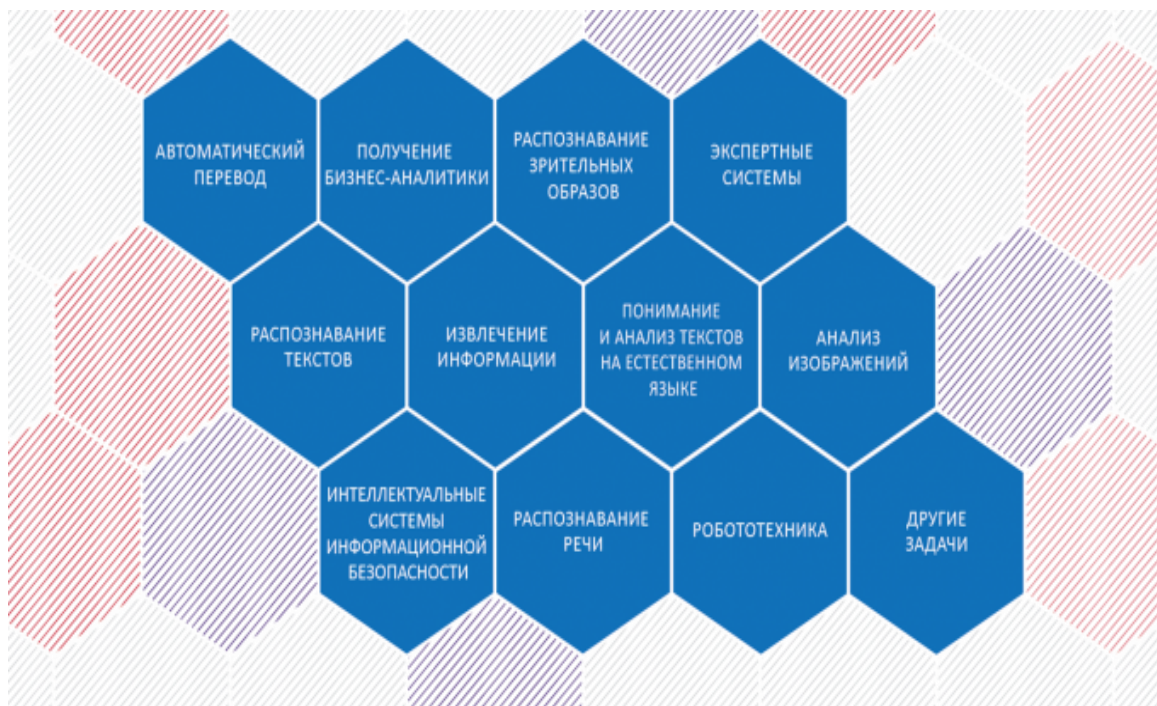 АВТОМАТИЧЕСКИЙ
ПЕРЕВОД
ПОЛУЧЕНИЕ
БИЗНЕС-АНАЛИТИКИ
РАСПОЗНАВАНИЕ
ЗРИТЕЛЬНЫХ
ОБРАЗОВ
ЭКСПЕРТНЫЕ
СИСТЕМЫ
РАСПОЗНАВАНИЕ
ТЕКСТОВ
ИЗВЛЕЧЕНИЕ
ИНФОРМАЦИИ
ПОНИМАНИЕ
И АНАЛИЗ ТЕКСТОВ
НА ЕСТЕСТВЕННОМ
ЯЗЫКЕ
АНАЛИЗ
ИЗОБРАЖЕНИЙ
ИНТЕЛЛЕКТУАЛЬНЫЕ
СИСТЕМЫ
ИНФОРМАЦИОННОЙ
БЕЗОПАСНОСТИ
РАСПОЗНАВАНИЕ
РЕЧИ
РОБОТОТЕХНИКА
ДРУГИЕ
ЗАДАЧИ